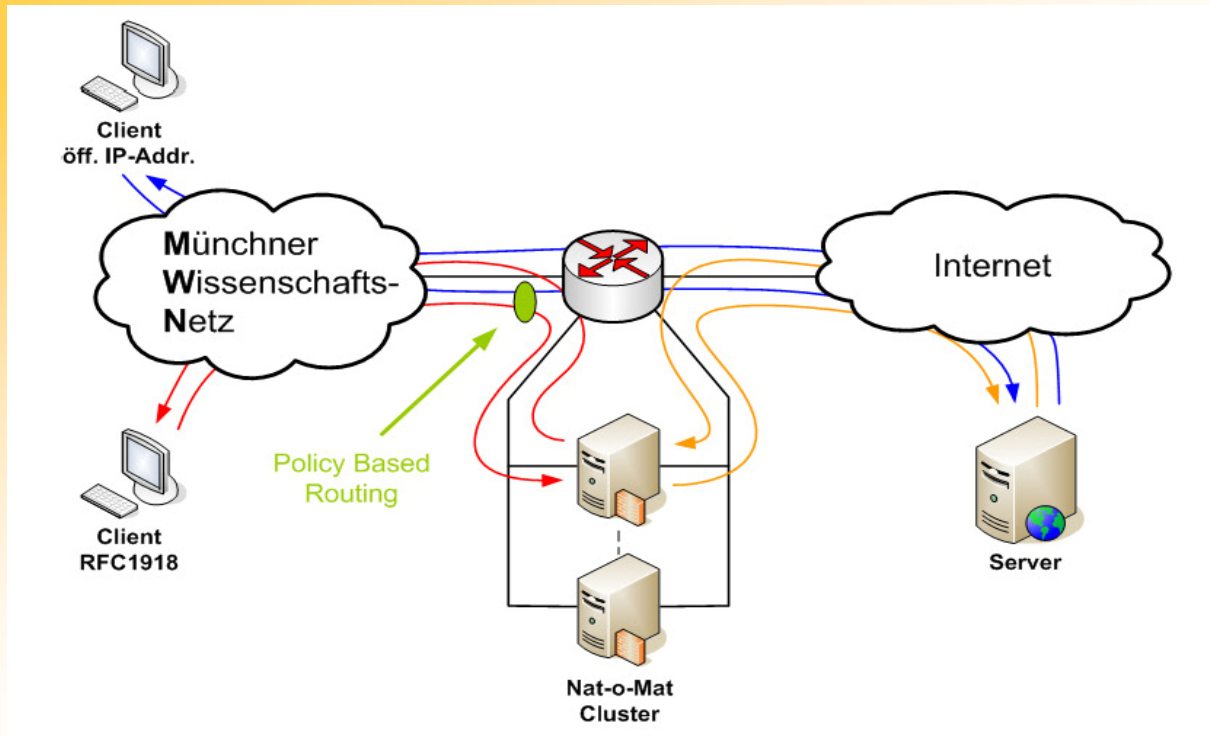 Client
öff. IP-Addr.
Münchner
Wissenschafts-
Netz
Internet
Policy Based
Routing
Client
RFC1918
Server
Nat-o-Mat
Cluster